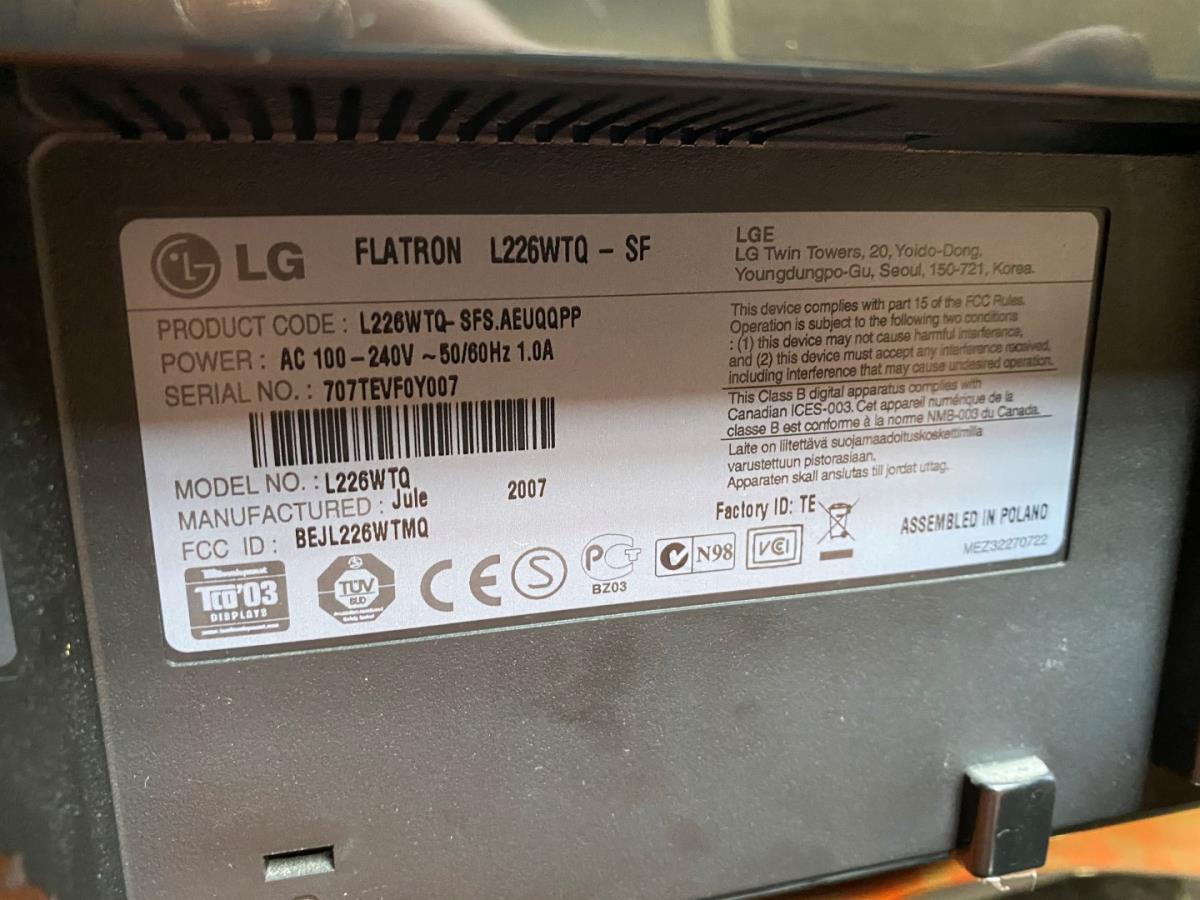 LG FLATRON L226WTQ - SF
LGE
LG Twin Towers, 20, Yoido-Dong,
Youngdungpo-Gu, Seoul, 150-721, Korea.
PRODUCT CODE : L226WTQ-SFS.AEUQQPP
POWER : AC 100-240V ~50/60Hz 1.0A
SERIAL NO. : 707TEVF0Y007
MODEL NO. : L226WTQ
MANUFACTURED : Jule 2007
FCC ID : BEJL226WTMQ
This device complies with part 15 of the FCC Rules.
Operation is subject to the following two conditions
: (1) this device may not cause harmful interference,
and (2) this device must accept any interference received,
including interference that may cause undesired operation.
This Class B digital apparatus complies with
Canadian ICES-003. Cet appareil numérique de la
classe B est conforme à la norme NMB-003 du Canada.
Laite on liitettävä suojamaadoituskoskettimilla
varustettuun pistorasiaan.
Apparaten skall anslutas till jordat uttag.
Factory ID: TE
ASSEMBLED IN POLAND
MEZ32270722
TCO'03
DISPLAYS
TÜV
CE
S
PCT
BZ03
N98
VCI